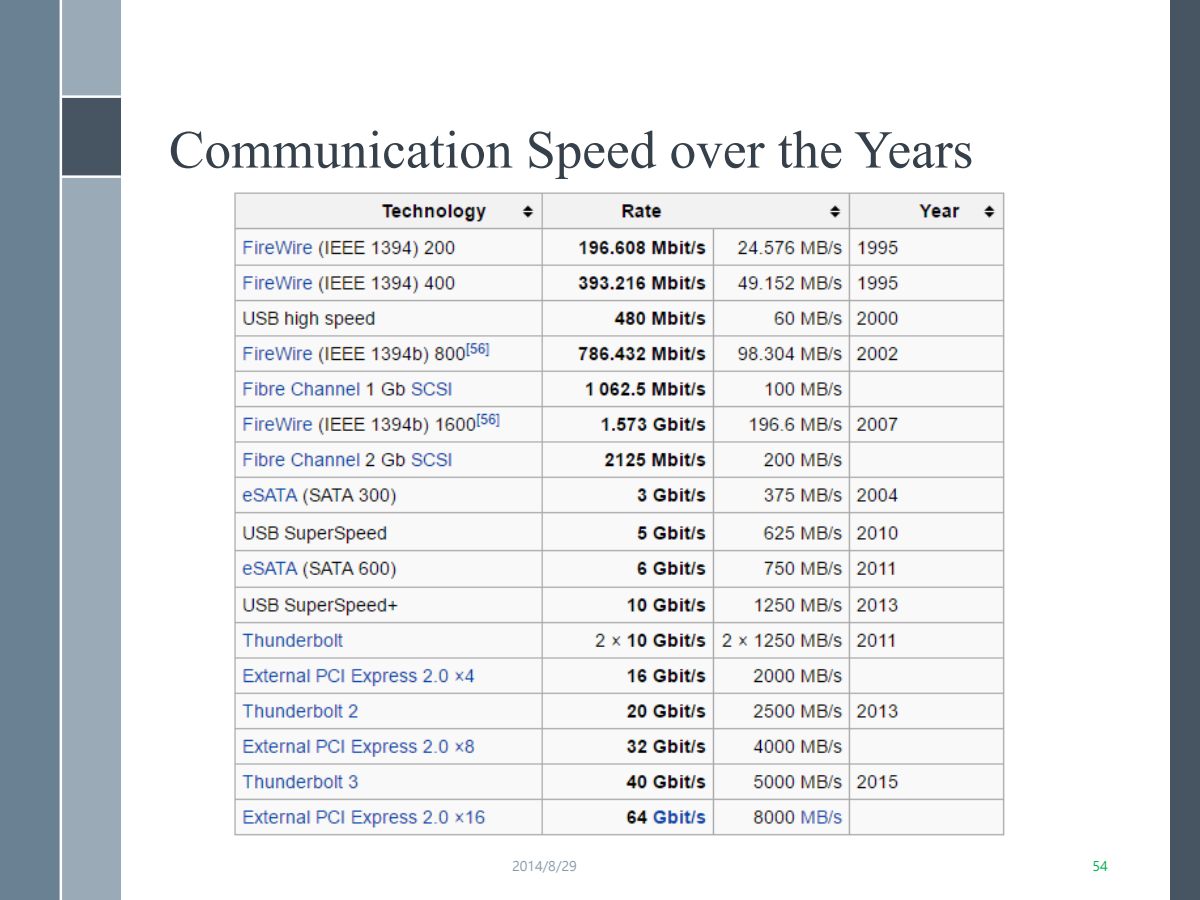 Communication Speed over the Years
Technology Rate Year
FireWire (IEEE 1394) 200 196.608 Mbit/s 24.576 MB/s 1995
FireWire (IEEE 1394) 400 393.216 Mbit/s 49.152 MB/s 1995
USB high speed 480 Mbit/s 60 MB/s 2000
FireWire (IEEE 1394b) 800[56] 786.432 Mbit/s 98.304 MB/s 2002
Fibre Channel 1 Gb SCSI 1 062.5 Mbit/s 100 MB/s
FireWire (IEEE 1394b) 1600[56] 1.573 Gbit/s 196.6 MB/s 2007
Fibre Channel 2 Gb SCSI 2125 Mbit/s 200 MB/s
eSATA (SATA 300) 3 Gbit/s 375 MB/s 2004
USB SuperSpeed 5 Gbit/s 625 MB/s 2010
eSATA (SATA 600) 6 Gbit/s 750 MB/s 2011
USB SuperSpeed+ 10 Gbit/s 1250 MB/s 2013
Thunderbolt 2 × 10 Gbit/s 2 × 1250 MB/s 2011
External PCI Express 2.0 ×4 16 Gbit/s 2000 MB/s
Thunderbolt 2 20 Gbit/s 2500 MB/s 2013
External PCI Express 2.0 ×8 32 Gbit/s 4000 MB/s
Thunderbolt 3 40 Gbit/s 5000 MB/s 2015
External PCI Express 2.0 ×16 64 Gbit/s 8000 MB/s
2014/8/29 54